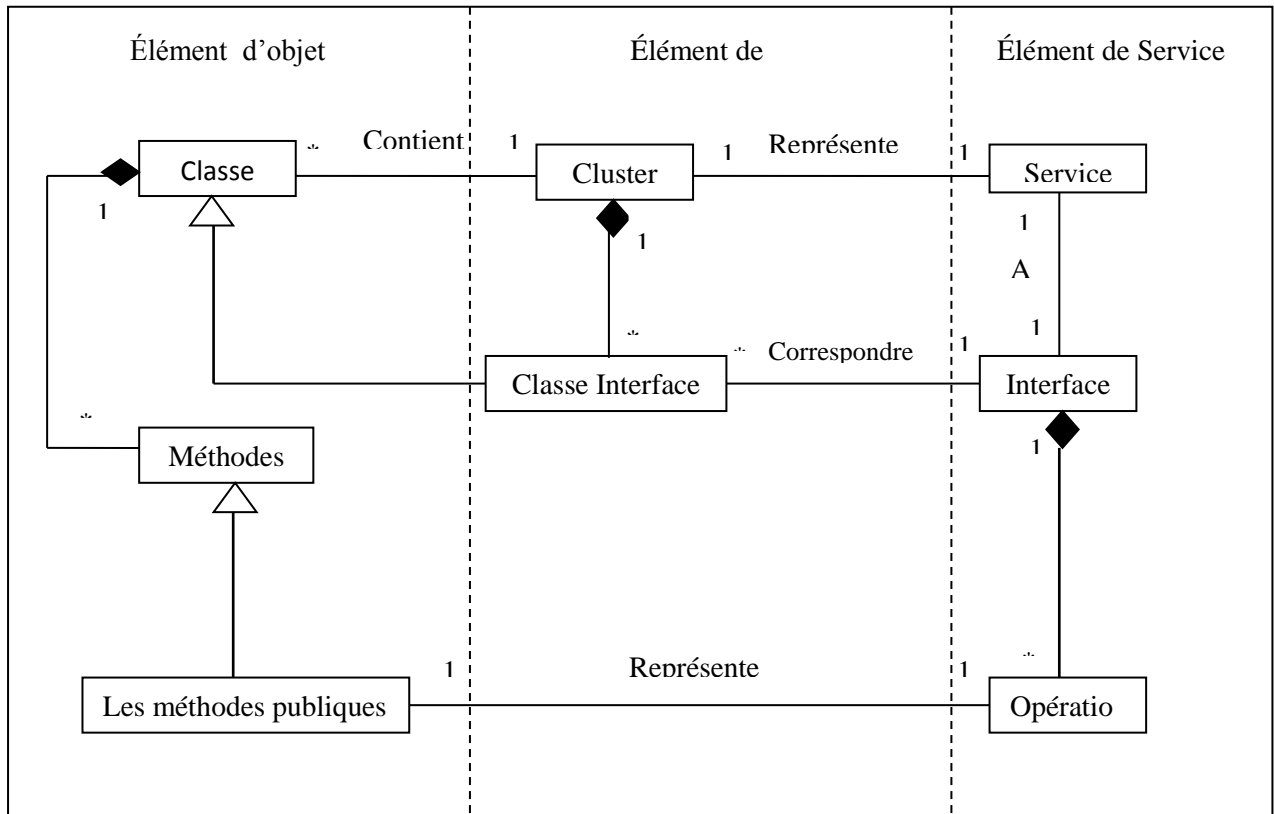 Élément d'objet
Élément de
Élément de Service
Classe
*
Contient
1
Cluster
1
Représente
1
Service
1
1
1
A
*
1
Classe Interface
*
Correspondre
1
Interface
*
1
Méthodes
Les méthodes publiques
1
Représente
1
*
Opératio